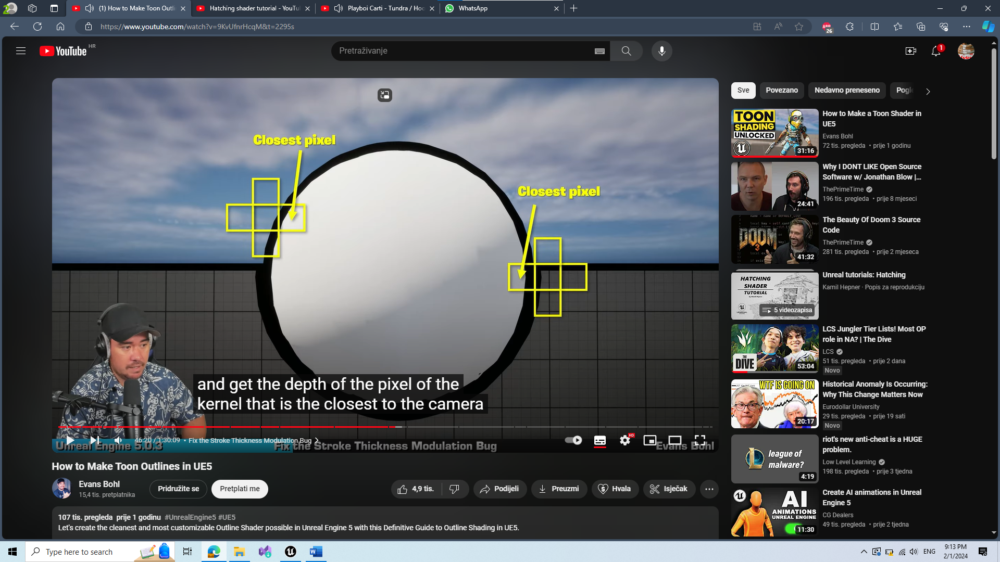 (1) How to Make Toon Outli
Hatching shader tutorial - YouTu
Playboi Carti - Tundra / Hoo
WhatsApp
https://www.youtube.com/watch?v=9KvUfnrHcqM&t=2295s
26
YouTube HR
Pretraživanje
1
Closest pixel
Closest pixel
and get the depth of the pixel of the
kernel that is the closest to the camera
46:20 / 1:30:09 • Fix the Stroke Thickness Modulation Bug
HD
Unreal Engine 5.0.3
Fix the Stroke Thickness Modulation Bug
Evans Bohl
How to Make Toon Outlines in UE5
Evans Bohl
15,4 tis. pretplatnika
Pridružite se
Pretplati me
4,9 tis.
Podijeli
Preuzmi
Hvala
Isječak
107 tis. pregleda prije 1 godinu #UnrealEngine5 #UE5
Let's create the cleanest and most customizable Outline Shader possible in Unreal Engine 5 with this Definitive Guide to Outline Shading in UE5.
Sve
Povezano
Nedavno preneseno
Pogle
TOON
SHADING
UNLOCKED
31:16
How to Make a Toon Shader in
UE5
Evans Bohl
72 tis. pregleda • prije 1 godinu
24:41
Why I DONT LIKE Open Source
Software w/ Jonathan Blow |...
ThePrimeTime
196 tis. pregleda • prije 8 mjeseci
DOOM
3
41:32
The Beauty Of Doom 3 Source
Code
ThePrimeTime
281 tis. pregleda • prije 2 mjeseca
HATCHING
SHADER
TUTORIAL
by Kamil Hepner
5 videozapisa
Unreal tutorials: Hatching
Kamil Hepner · Popis za reprodukciju
THE
DIVE
53:04
LCS Jungler Tier Lists! Most OP
role in NA? | The Dive
LCS
51 tis. pregleda • prije 2 dana
Novo
WTF IS GOING ON
20:17
Historical Anomaly Is Occurring:
Why This Change Matters Now
Eurodollar University
29 tis. pregleda • prije 19 sati
Novo
league of
malware?
4:19
riot's new anti-cheat is a HUGE
problem.
Low Level Learning
198 tis. pregleda • prije 3 tjedna
AI
ANIMATIONS
UNREAL ENGINE
11:30
Create AI animations in Unreal
Engine 5
CG Dealers
49 tis. pregleda • prije 2 tjedna
Type here to search
ENG
9:13 PM
2/1/2024